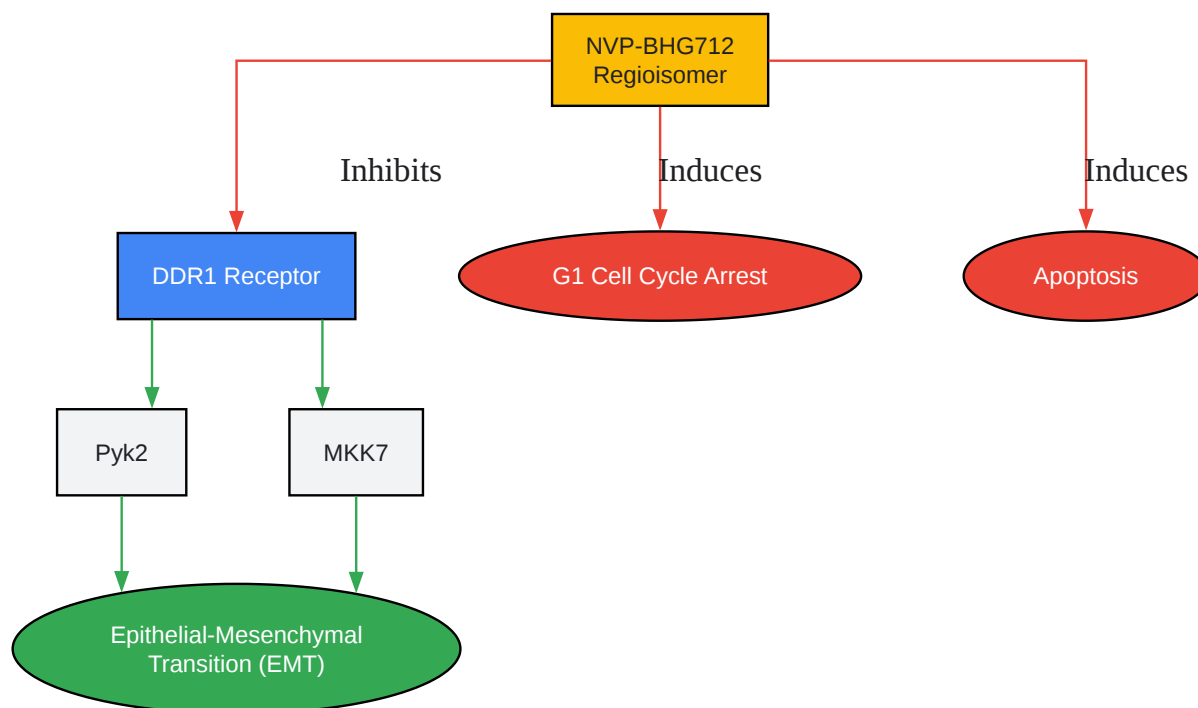 NVP-BHG712
Regioisomer
Inhibits
Induces
Induces
DDR1 Receptor
G1 Cell Cycle Arrest
Apoptosis
Pyk2
MKK7
Epithelial-Mesenchymal
Transition (EMT)